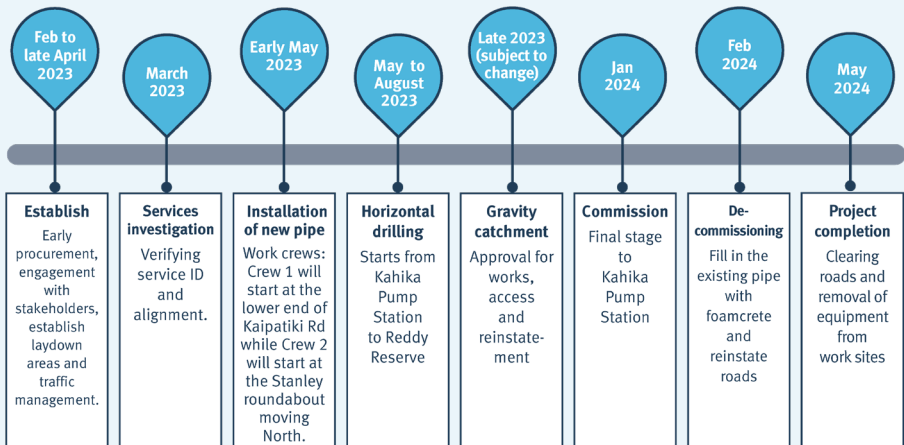 Feb to
late April
2023
March
2023
Early May
2023
May to
August
2023
Late 2023
(subject to
change)
Jan
2024
Feb
2024
May
2024
Establish
Early
procurement,
engagement
with
stakeholders,
establish
laydown
areas and
traffic
management.
Services
investigation
Verifying
service ID
and
alignment.
Installation
of new pipe
Work crews:
Crew 1 will
start at the
lower end of
Kaipatiki Rd
while Crew 2
will start at
the Stanley
roundabout
moving
North.
Horizontal
drilling
Starts from
Kahika
Pump
Station
to Reddy
Reserve
Gravity
catchment
Approval for
works,
access
and
reinstate-
ment
Commission
Final stage
to
Kahika
Pump
Station
De-
commissioning
Fill in the
existing pipe
with
foamcrete
and
reinstate
roads
Project
completion
Clearing
roads and
removal of
equipment
from
work sites